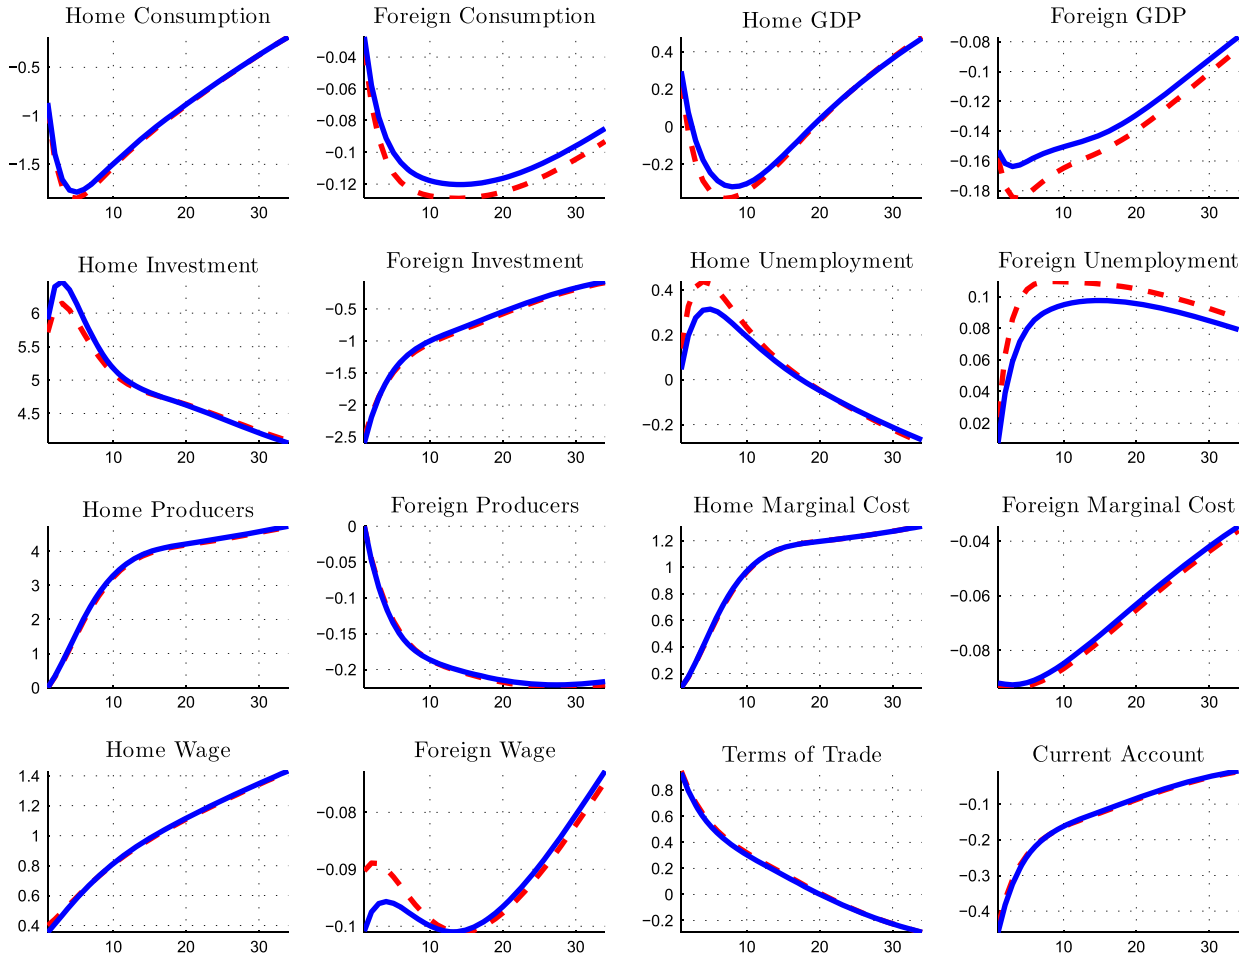 Home Consumption
−0.5
−1
−1.5
10 20 30
Foreign Consumption
−0.04
−0.06
−0.08
−0.1
−0.12
10 20 30
Home GDP
0.4
0.2
0
−0.2
10 20 30
Foreign GDP
−0.08
−0.1
−0.12
−0.14
−0.16
−0.18
10 20 30
Home Investment
6
5.5
5
4.5
10 20 30
Foreign Investment
−0.5
−1
−1.5
−2
−2.5
10 20 30
Home Unemployment
0.4
0.2
0
−0.2
10 20 30
Foreign Unemployment
0.1
0.08
0.06
0.04
0.02
10 20 30
Home Producers
4
3
2
1
0
10 20 30
Foreign Producers
0
−0.05
−0.1
−0.15
−0.2
10 20 30
Home Marginal Cost
1.2
1
0.8
0.6
0.4
0.2
10 20 30
Foreign Marginal Cost
−0.04
−0.06
−0.08
10 20 30
Home Wage
1.4
1.2
1
0.8
0.6
0.4
10 20 30
Foreign Wage
−0.08
−0.09
−0.1
10 20 30
Terms of Trade
0.8
0.6
0.4
0.2
0
−0.2
10 20 30
Current Account
−0.1
−0.2
−0.3
−0.4
10 20 30